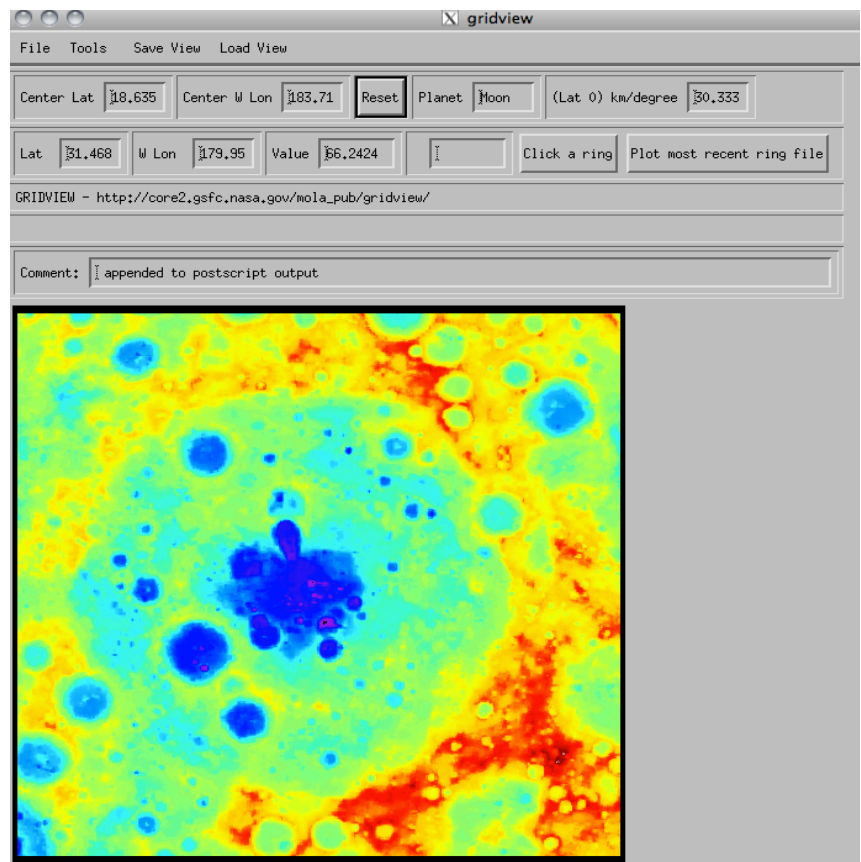 X gridview
File Tools Save View Load View
Center Lat 18.635 Center W Lon 183.71 Reset Planet Moon (Lat 0) km/degree 30.333
Lat 31.468 W Lon 179.95 Value 66.2424 Click a ring Plot most recent ring file
GRIDVIEW - http://core2.gsfc.nasa.gov/mola_pub/gridview/
Comment: appended to postscript output